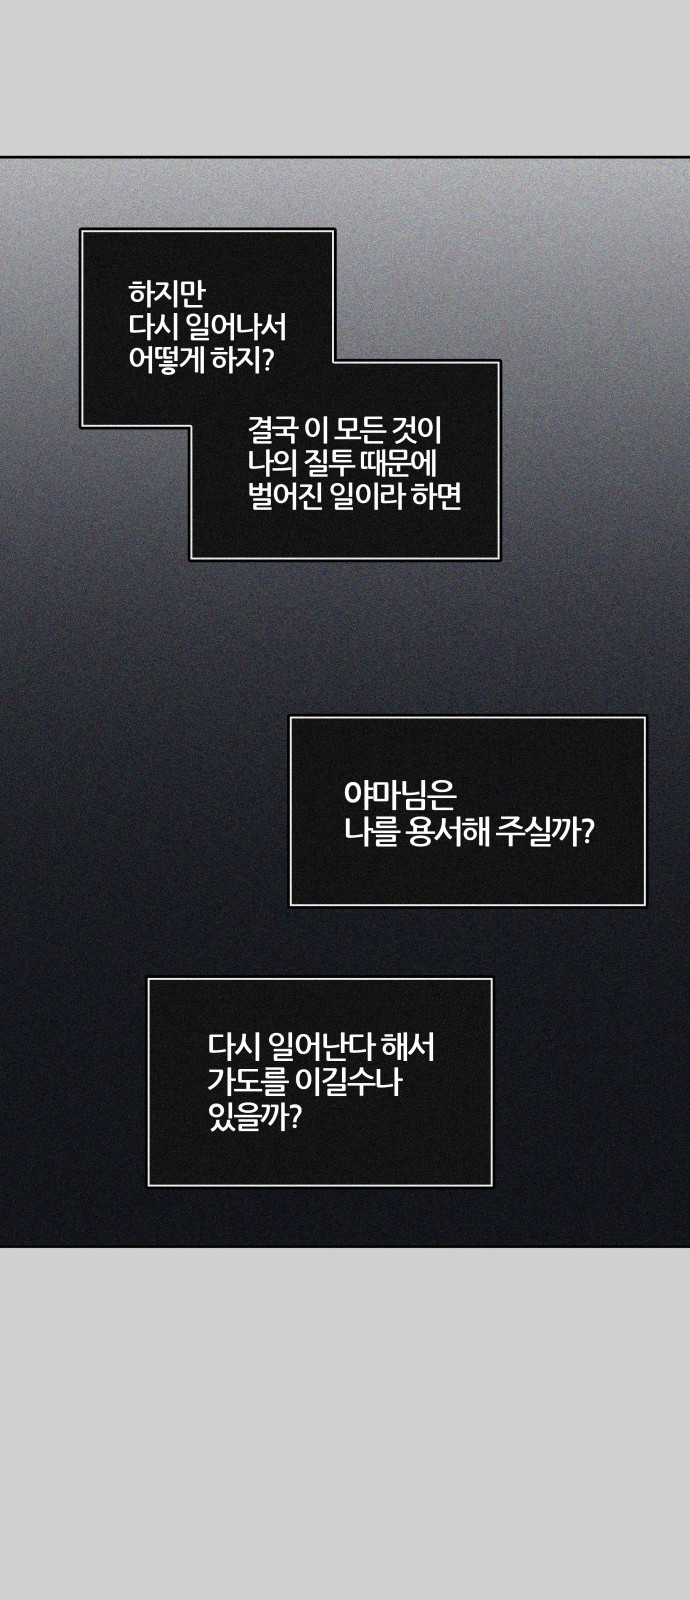 하지만
다시 일어나서
어떻게 하지?
결국 이 모든 것이
나의 질투 때문에
벌어진 일이라 하면
야마님은
나를 용서해 주실까?
다시 일어난다 해서
가도를 이길수나
있을까?